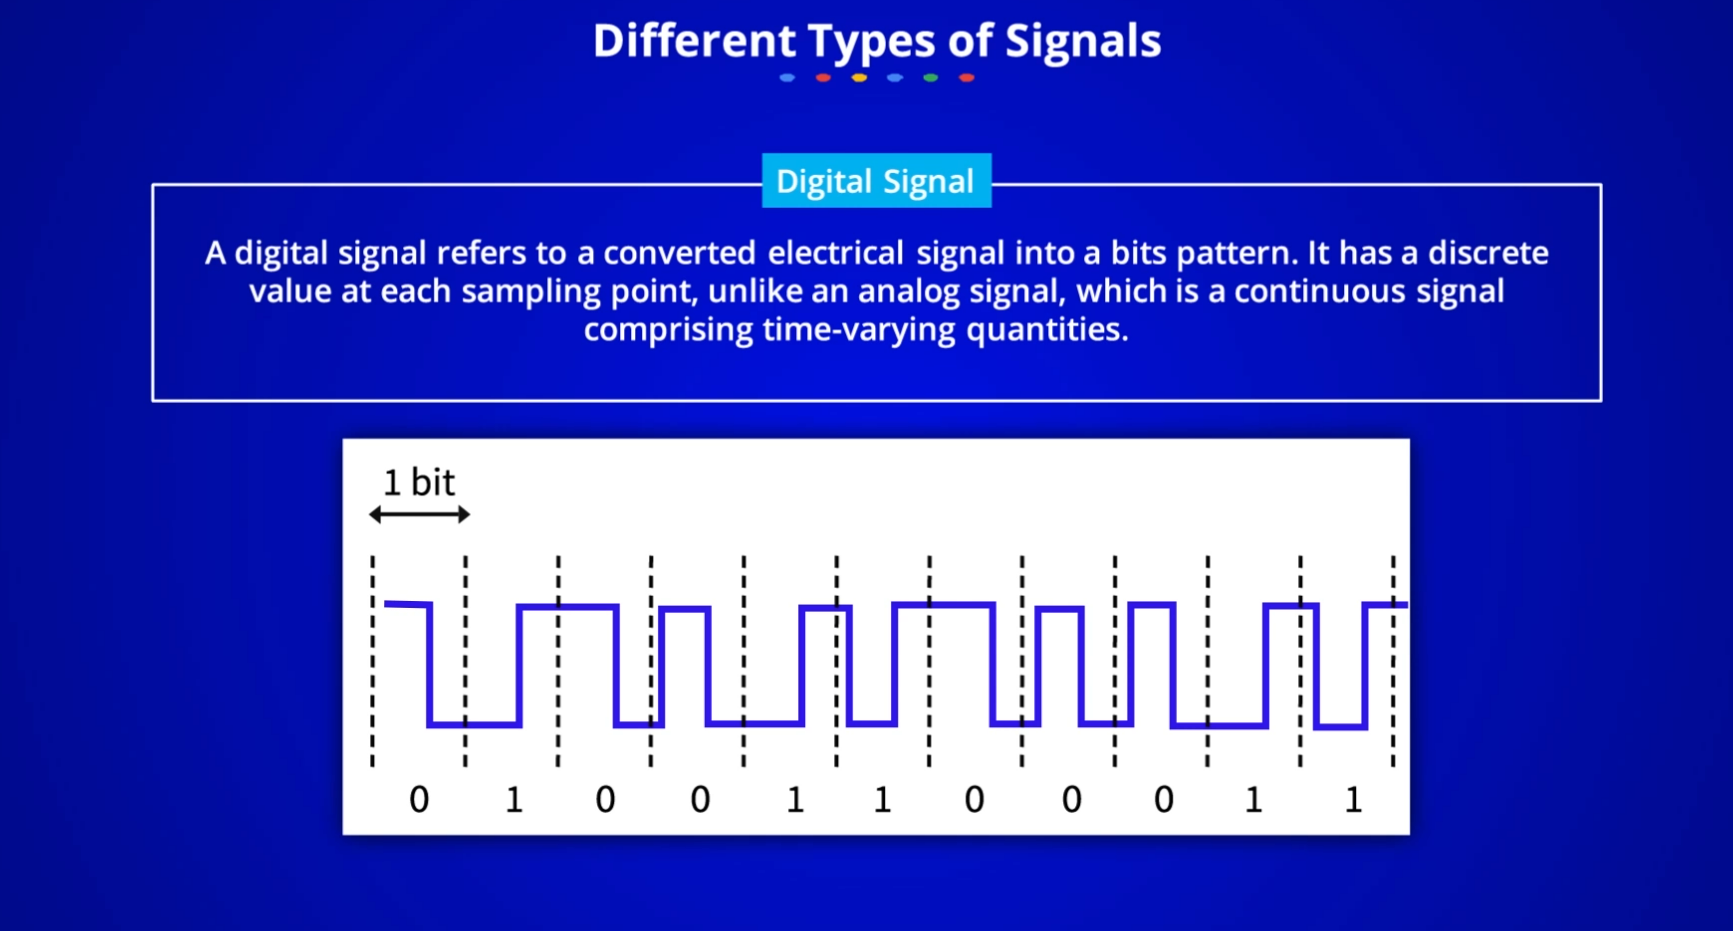 Different Types of Signals
Digital Signal
A digital signal refers to a converted electrical signal into a bits pattern. It has a discrete
value at each sampling point, unlike an analog signal, which is a continuous signal
comprising time-varying quantities.
1 bit
0 1 0 0 1 1 0 0 0 1 1